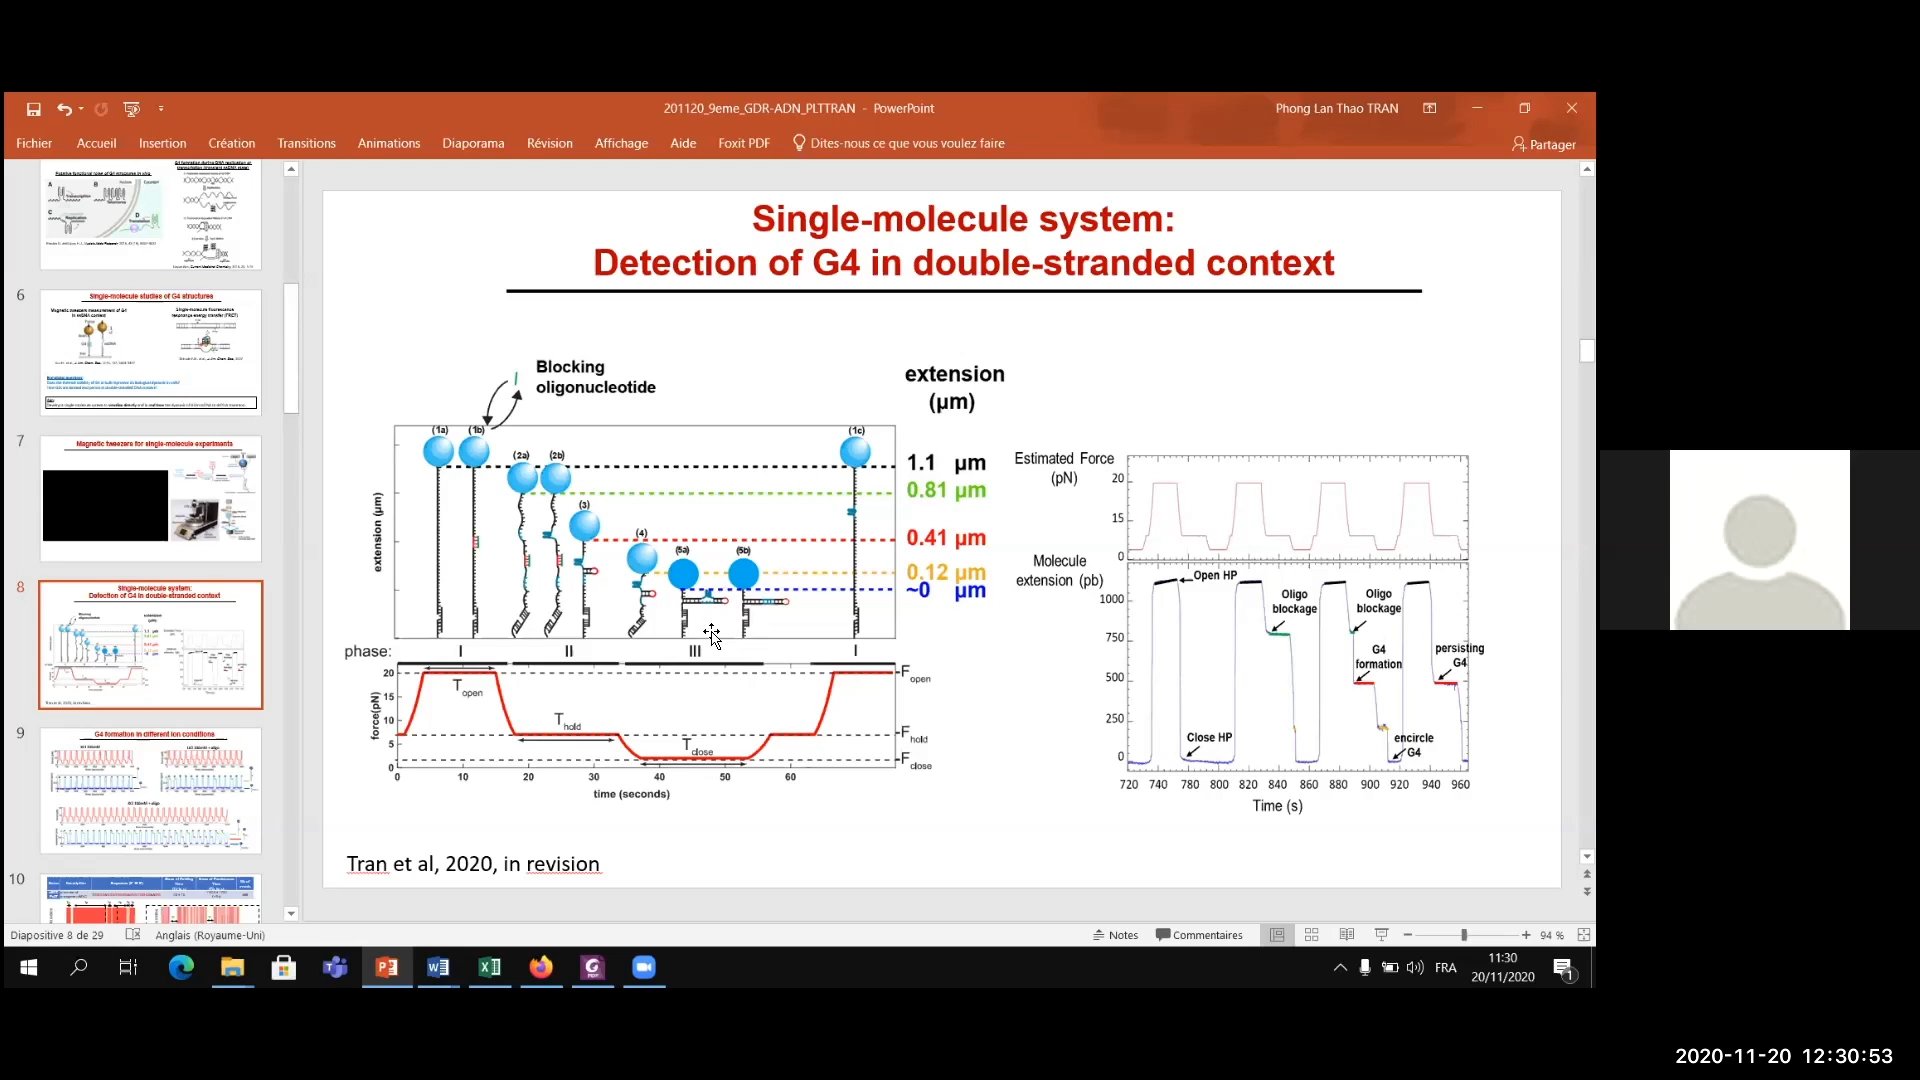 201120_9eme_GDR-ADN_PLTTRAN - PowerPoint
Phong Lan Thao TRAN
Fichier Accueil Insertion Création Transitions Animations Diaporama Révision Affichage Aide Foxit PDF Dites-nous ce que vous voulez faire
Partager
6
Single-molecule studies of G4 structures
7
Magnetic tweezers for single-molecule experiments
8
Single-molecule system:
Detection of G4 in double-stranded context
9
G4 formation in different ion conditions
10
Single-molecule system:
Detection of G4 in double-stranded context
Blocking
oligonucleotide
extension
(µm)
(1a) (1b) (2a) (2b) (3) (4) (5a) (5b) (1c)
extension (µm)
1.1 µm
0.81 µm
0.41 µm
0.12 µm
~0 µm
phase: I II III I
force(pN)
20
15
10
5
0
T open
T hold
T close
F open
F hold
F close
0 10 20 30 40 50 60
time (seconds)
Estimated Force
(pN)
20
15
0
Molecule
extension (pb)
1000
750
500
250
0
Open HP
Close HP
Oligo
blockage
Oligo
blockage
G4
formation
persisting
G4
encircle
G4
720 740 760 780 800 820 840 860 880 900 920 940 960
Time (s)
Tran et al, 2020, in revision
Diapositive 8 de 29 Anglais (Royaume-Uni)
Notes Commentaires 94 %
FRA
11:30
20/11/2020
1
2020-11-20 12:30:53